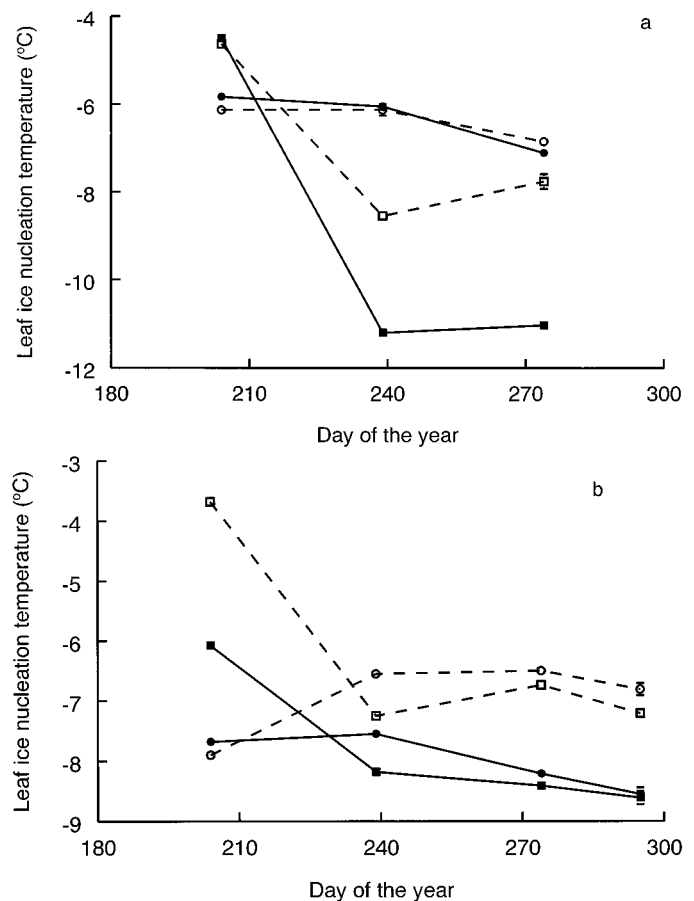 a
Leaf ice nucleation temperature (°C)
-4
-6
-8
-10
-12
180 210 240 270 300
Day of the year
b
Leaf ice nucleation temperature (°C)
-3
-4
-5
-6
-7
-8
-9
180 210 240 270 300
Day of the year